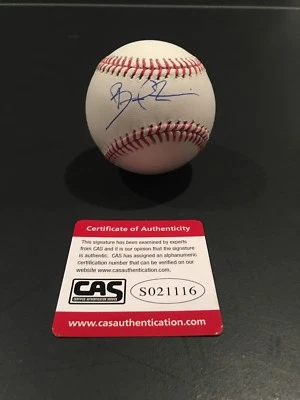 Certificate of Authenticity
This signature has been examined by experts
from CAS and it is our opinion that the signature
is authentic. CAS has assigned an alphanumeric
certification number that can be verified on our
website www.casauthentication.com.
CAS
S021116
www.casauthentication.com